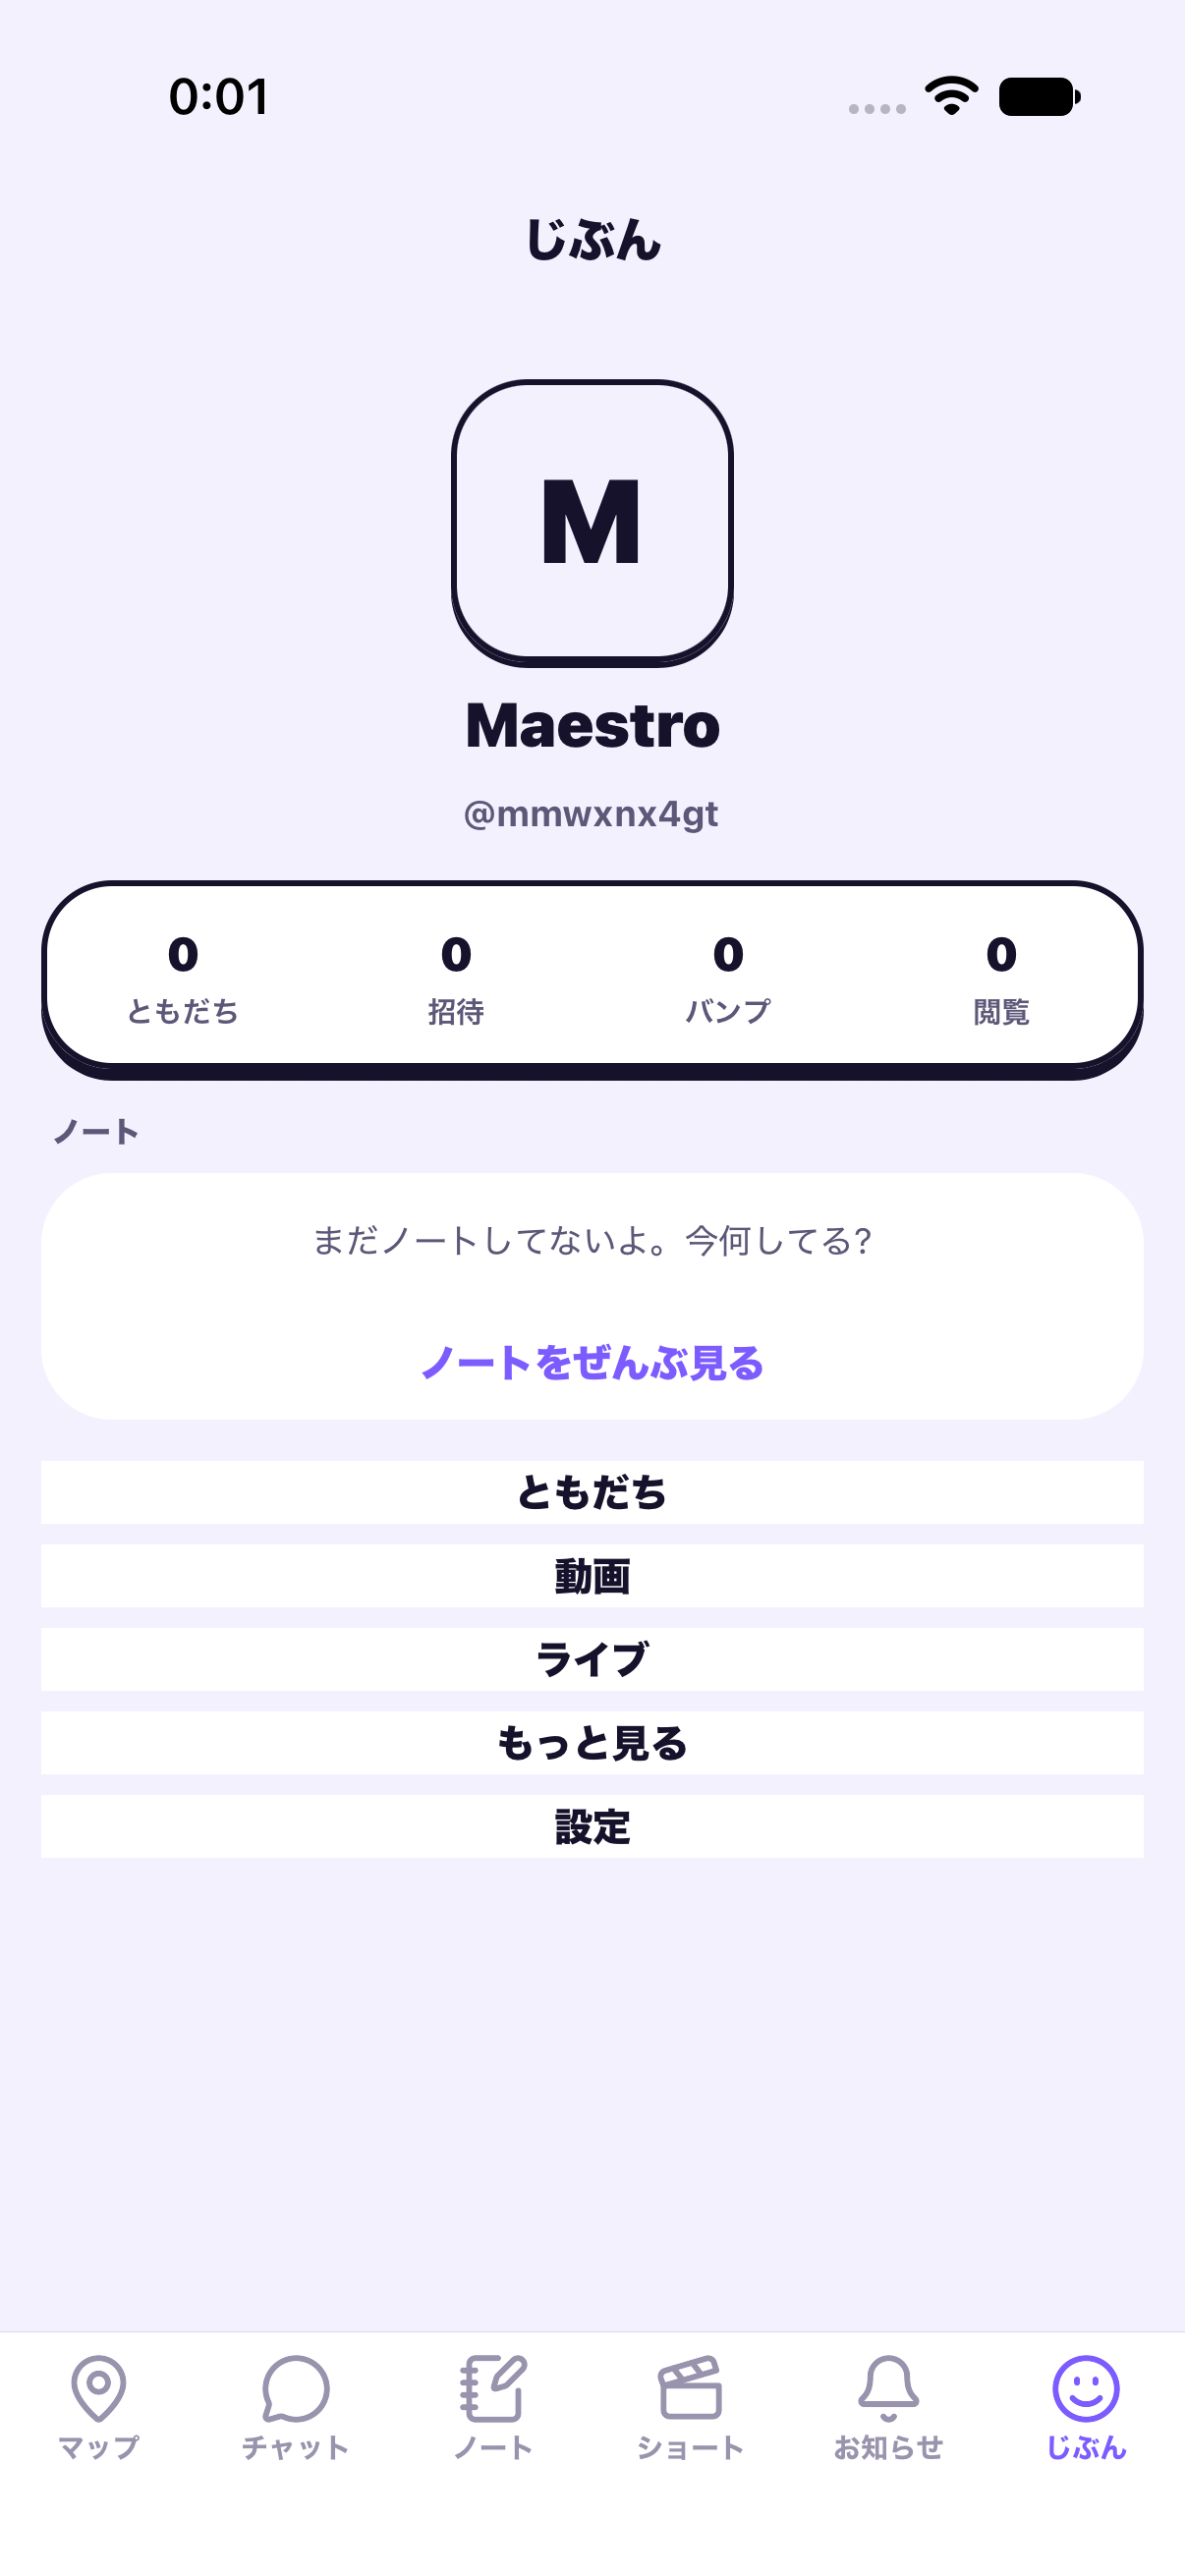 0:01
じぶん
M
Maestro
@mmwxnx4gt
0 0 0 0
ともだち 招待 バンプ 閲覧
ノート
まだノートしてないよ。今何してる?
ノートをぜんぶ見る
ともだち
動画
ライブ
もっと見る
設定
マップ チャット ノート ショート お知らせ じぶん